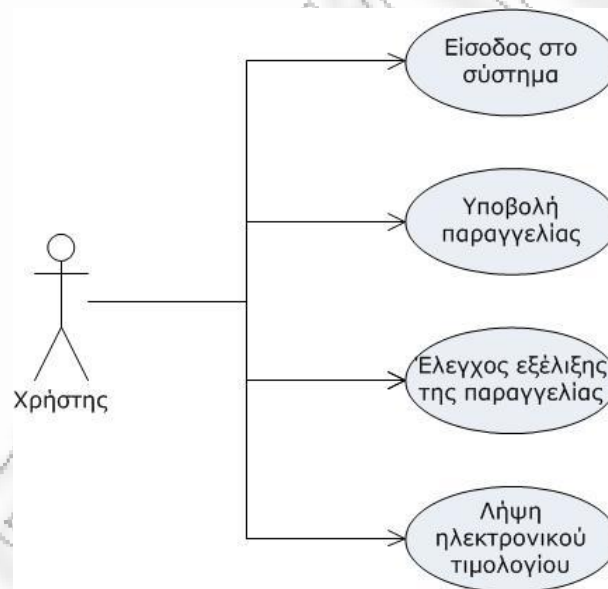 Είσοδος στο
σύστημα
Υποβολή
παραγγελίας
Χρήστης
Έλεγχος εξέλιξης
της παραγγελίας
Λήψη
ηλεκτρονικού
τιμολογίου